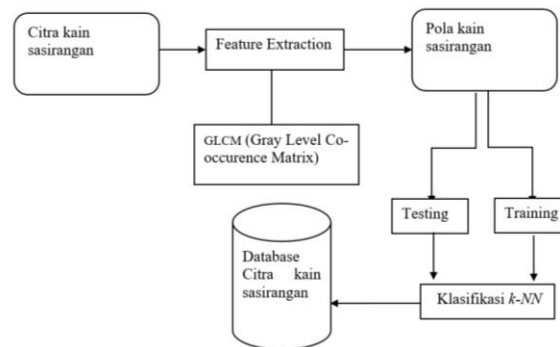 Citra kain
sasirangan
Feature Extraction
Pola kain
sasirangan
GLCM (Gray Level Co-
occurence Matrix)
Testing
Training
Database
Citra kain
sasirangan
Klasifikasi k-NN